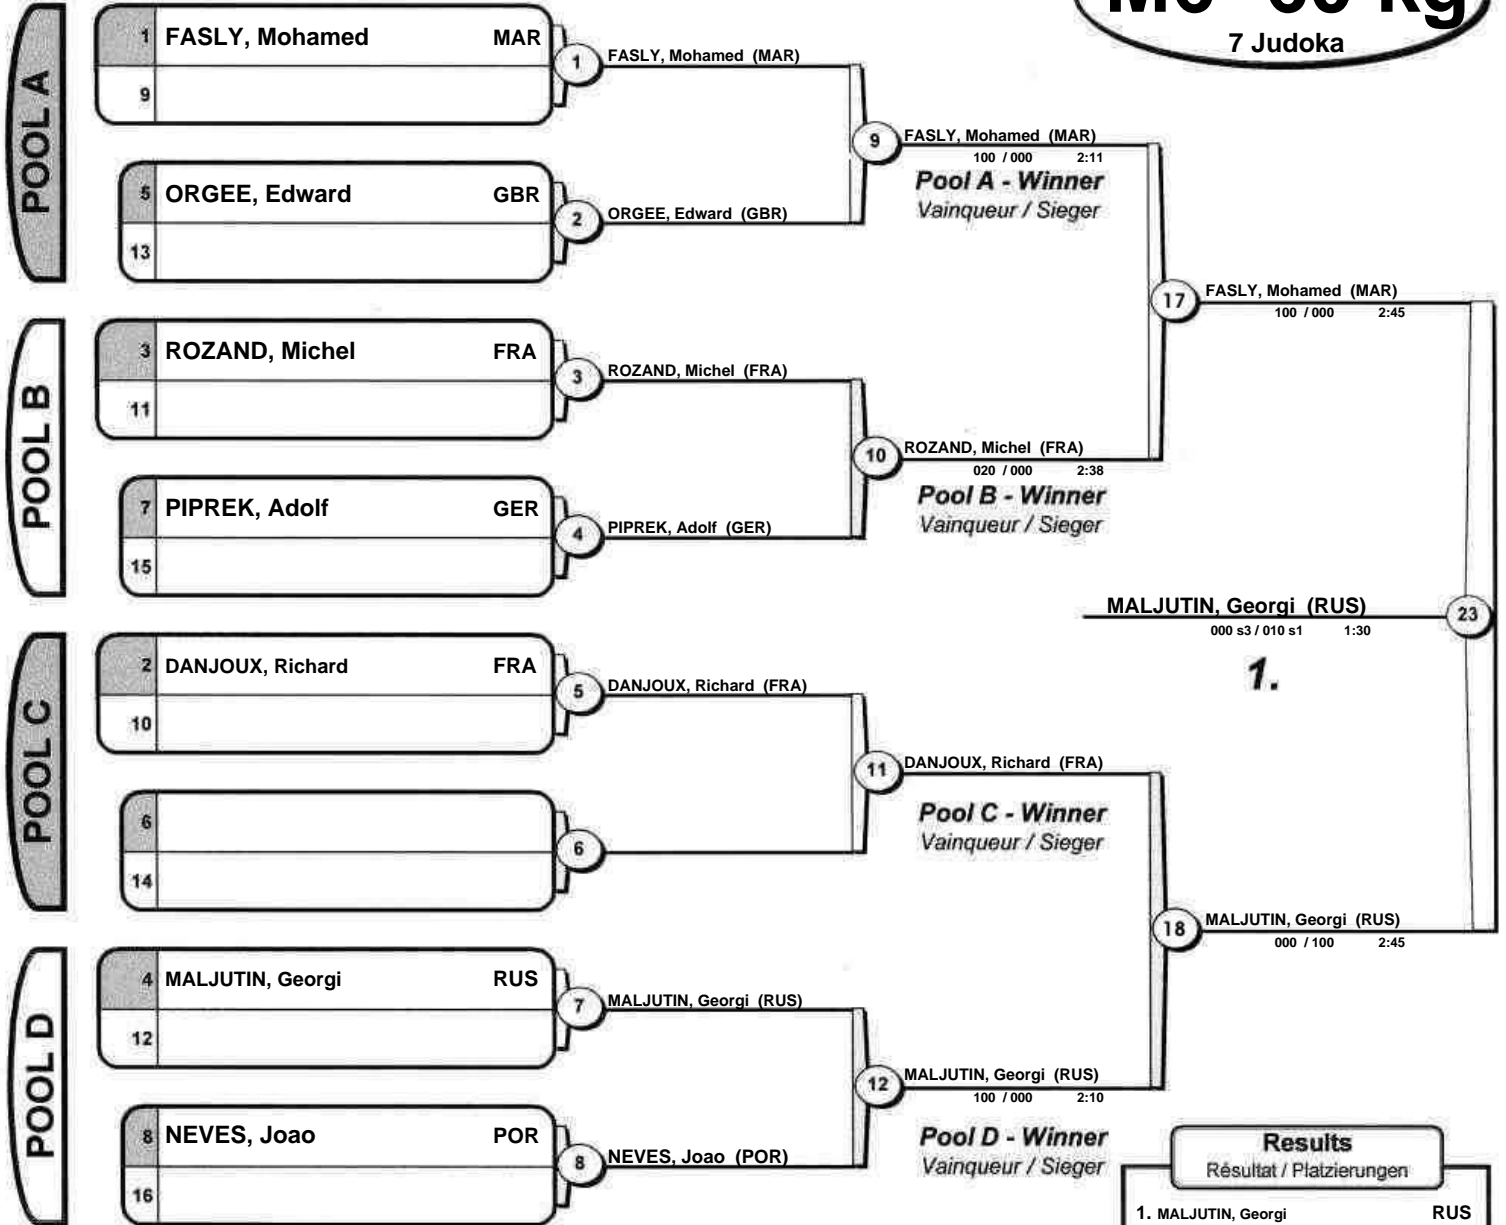 7 Judoka
POOL A
1 FASLY, Mohamed MAR
9
1 FASLY, Mohamed (MAR)
5 ORGEE, Edward GBR
13
2 ORGEE, Edward (GBR)
9 FASLY, Mohamed (MAR)
100 / 000 2:11
Pool A - Winner
Vainqueur / Sieger
17 FASLY, Mohamed (MAR)
100 / 000 2:45
POOL B
3 ROZAND, Michel FRA
11
3 ROZAND, Michel (FRA)
7 PIPREK, Adolf GER
15
4 PIPREK, Adolf (GER)
10 ROZAND, Michel (FRA)
020 / 000 2:38
Pool B - Winner
Vainqueur / Sieger
MALJUTIN, Georgi (RUS) 23
000 s3 / 010 s1 1:30
1.
POOL C
2 DANJOUX, Richard FRA
10
5 DANJOUX, Richard (FRA)
6
14
6
11 DANJOUX, Richard (FRA)
Pool C - Winner
Vainqueur / Sieger
18 MALJUTIN, Georgi (RUS)
000 / 100 2:45
POOL D
4 MALJUTIN, Georgi RUS
12
7 MALJUTIN, Georgi (RUS)
8 NEVES, Joao POR
16
8 NEVES, Joao (POR)
12 MALJUTIN, Georgi (RUS)
100 / 000 2:10
Pool D - Winner
Vainqueur / Sieger
Results
Résultat / Platzierungen
1. MALJUTIN, Georgi RUS